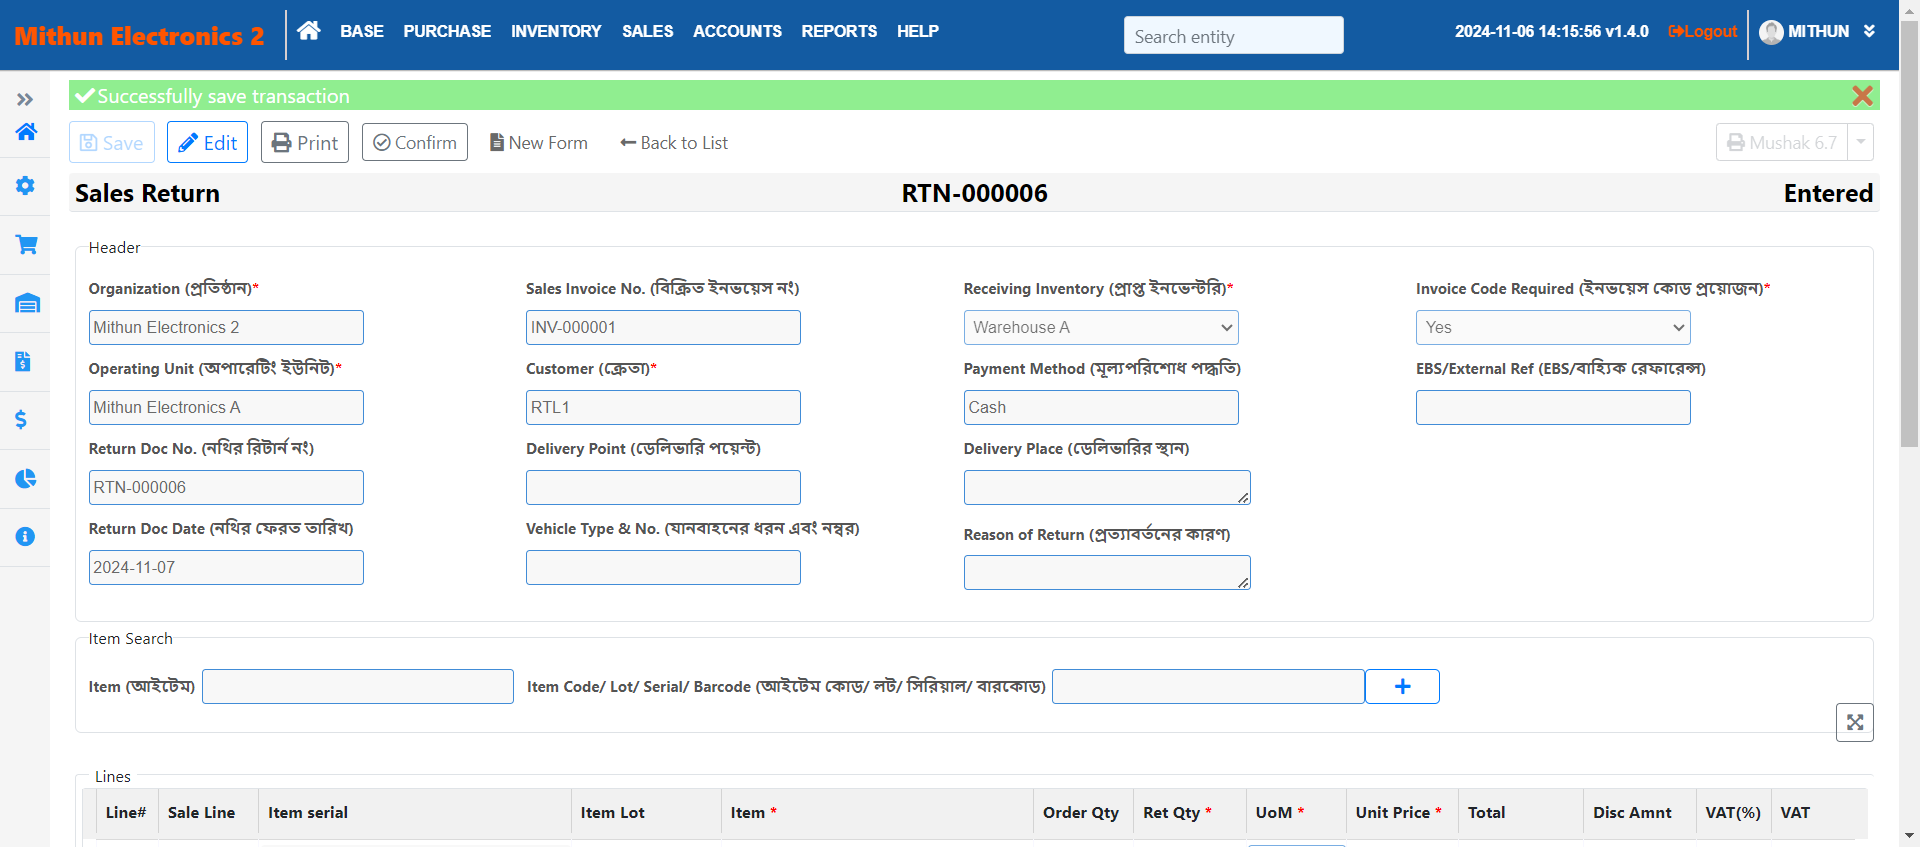 Mithun Electronics 2
BASE PURCHASE INVENTORY SALES ACCOUNTS REPORTS HELP
Search entity
2024-11-06 14:15:56 v1.4.0
Logout
MITHUN
Successfully save transaction
Save Edit Print Confirm New Form Back to List
Mushak 6.7
Sales Return
RTN-000006
Entered
Header
Organization (প্রতিষ্ঠান)*
Mithun Electronics 2
Sales Invoice No. (বিক্রিত ইনভয়েস নং)
INV-000001
Receiving Inventory (প্রাপ্ত ইনভেন্টরি)*
Warehouse A
Invoice Code Required (ইনভয়েস কোড প্রয়োজন)*
Yes
Operating Unit (অপারেটিং ইউনিট)*
Mithun Electronics A
Customer (ক্রেতা)*
RTL1
Payment Method (মূল্যপরিশোধ পদ্ধতি)
Cash
EBS/External Ref (EBS/বাহ্যিক রেফারেন্স)
Return Doc No. (নথির রিটার্ন নং)
RTN-000006
Delivery Point (ডেলিভারি পয়েন্ট)
Delivery Place (ডেলিভারির স্থান)
Return Doc Date (নথির ফেরত তারিখ)
2024-11-07
Vehicle Type & No. (যানবাহনের ধরন এবং নম্বর)
Reason of Return (প্রত্যাবর্তনের কারণ)
Item Search
Item (আইটেম)
Item Code/ Lot/ Serial/ Barcode (আইটেম কোড/ লট/ সিরিয়াল/ বারকোড)
Lines
Line# Sale Line Item serial Item Lot Item * Order Qty Ret Qty * UoM * Unit Price * Total Disc Amnt VAT(%) VAT